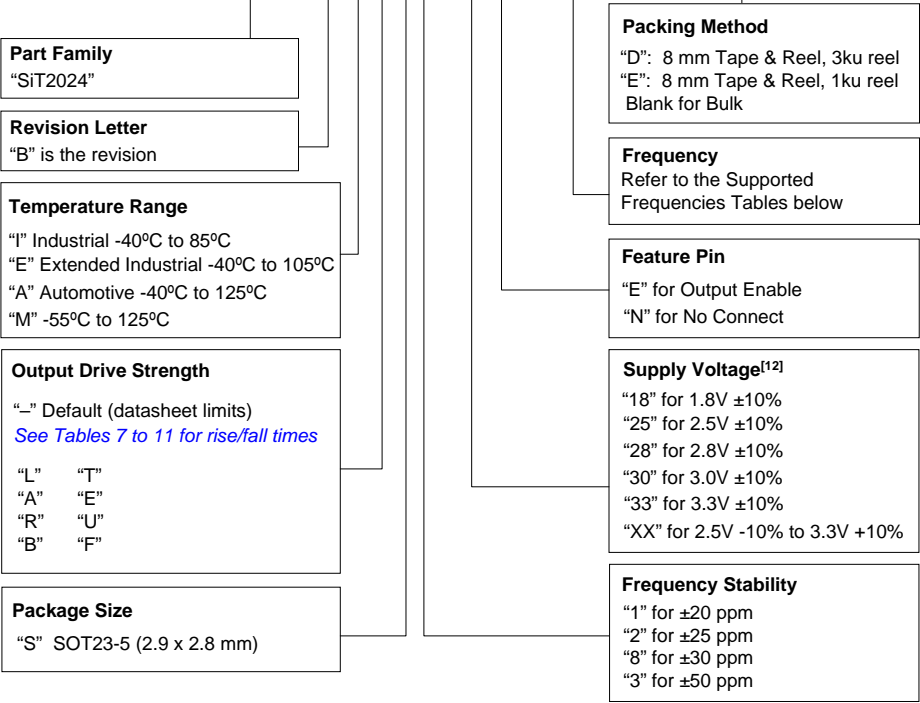 Part Family
“SiT2024”
Revision Letter
“B” is the revision
Temperature Range
“I” Industrial -40ºC to 85ºC
“E” Extended Industrial -40ºC to 105ºC
“A” Automotive -40ºC to 125ºC
“M” -55ºC to 125ºC
Output Drive Strength
“–” Default (datasheet limits)
See Tables 7 to 11 for rise/fall times
“L” “T”
“A” “E”
“R” “U”
“B” “F”
Package Size
“S” SOT23-5 (2.9 x 2.8 mm)
Packing Method
“D”: 8 mm Tape & Reel, 3ku reel
“E”: 8 mm Tape & Reel, 1ku reel
Blank for Bulk
Frequency
Refer to the Supported
Frequencies Tables below
Feature Pin
“E” for Output Enable
“N” for No Connect
Supply Voltage[12]
“18” for 1.8V ±10%
“25” for 2.5V ±10%
“28” for 2.8V ±10%
“30” for 3.0V ±10%
“33” for 3.3V ±10%
“XX” for 2.5V -10% to 3.3V +10%
Frequency Stability
“1” for ±20 ppm
“2” for ±25 ppm
“8” for ±30 ppm
“3” for ±50 ppm